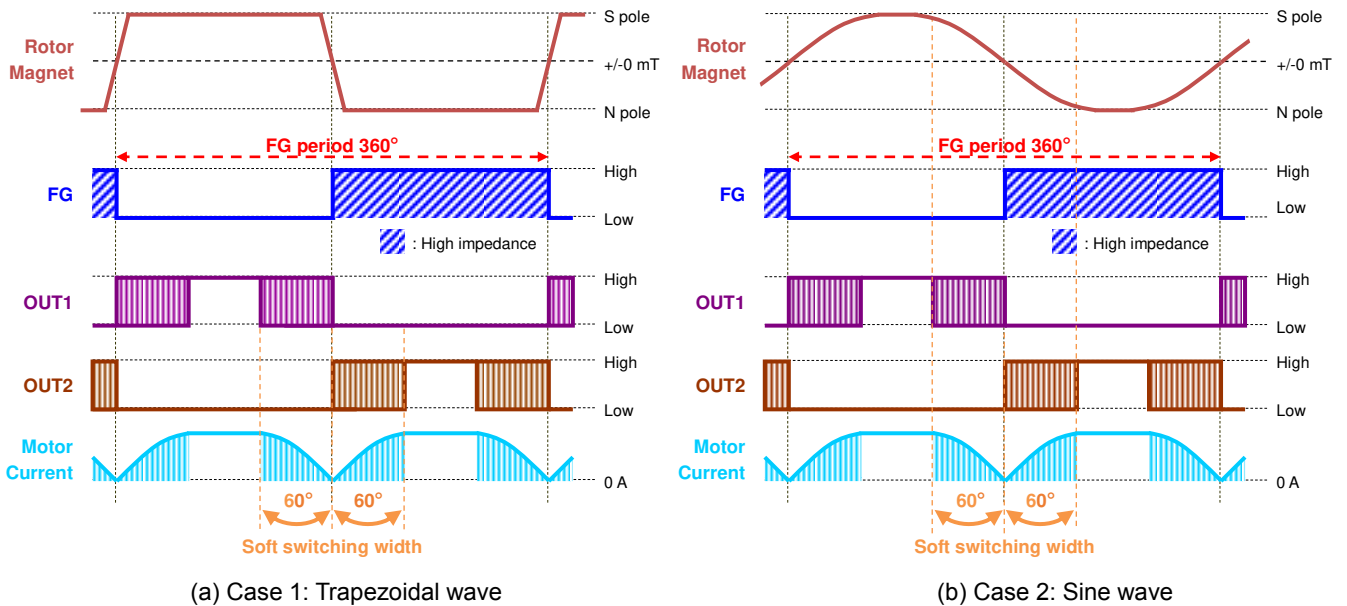 S pole
Rotor
Magnet
+/-0 mT
N pole
FG period 360°
High
FG
Low
: High impedance
High
OUT1
Low
High
OUT2
Low
Motor
Current
0 A
60° 60°
Soft switching width
(a) Case 1: Trapezoidal wave
S pole
Rotor
Magnet
+/-0 mT
N pole
FG period 360°
High
FG
Low
: High impedance
High
OUT1
Low
High
OUT2
Low
Motor
Current
0 A
60° 60°
Soft switching width
(b) Case 2: Sine wave